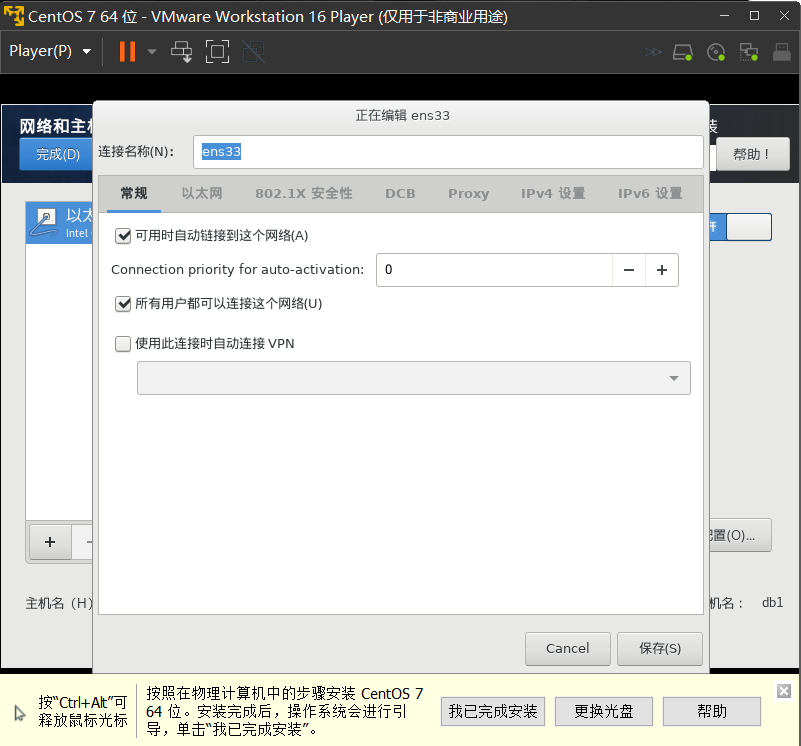 CentOS 7 64 位 - VMware Workstation 16 Player (仅用于非商业用途)
Player(P)
网络和主
正在编辑 ens33
装
完成(D)
连接名称(N)：
ens33
帮助！
常规 以太网 802.1X 安全性 DCB Proxy IPv4 设置 IPv6 设置
以太
Intel
开
可用时自动链接到这个网络(A)
Connection priority for auto-activation:
0
所有用户都可以连接这个网络(U)
使用此连接时自动连接 VPN
配置(O)...
主机名（H）
机名： db1
Cancel
保存(S)
按“Ctrl+Alt”可
释放鼠标光标
按照在物理计算机中的步骤安装 CentOS 7
64 位。安装完成后，操作系统会进行引
导，单击“我已完成安装”。
我已完成安装
更换光盘
帮助